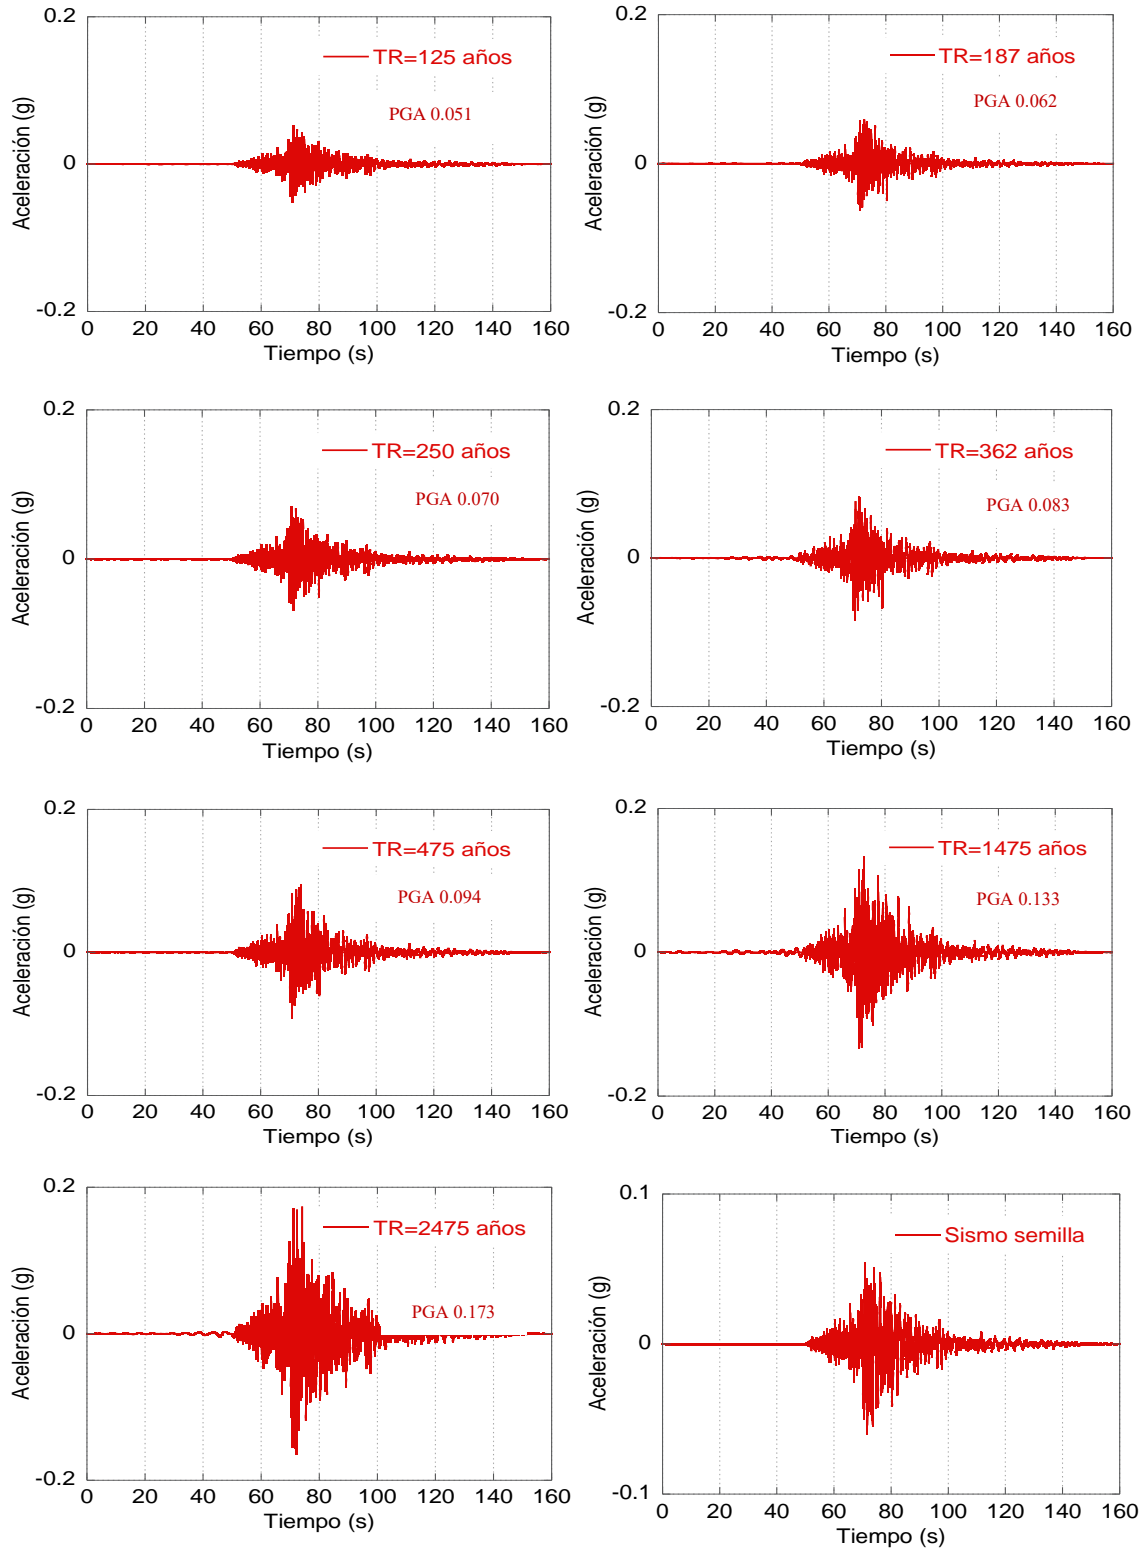 0.2
TR=125 años
PGA 0.051
Aceleración (g)
0
-0.2
0 20 40 60 80 100 120 140 160
Tiempo (s)
0.2
TR=187 años
PGA 0.062
Aceleración (g)
0
-0.2
0 20 40 60 80 100 120 140 160
Tiempo (s)
0.2
TR=250 años
PGA 0.070
Aceleración (g)
0
-0.2
0 20 40 60 80 100 120 140 160
Tiempo (s)
0.2
TR=362 años
PGA 0.083
Aceleración (g)
0
-0.2
0 20 40 60 80 100 120 140 160
Tiempo (s)
0.2
TR=475 años
PGA 0.094
Aceleración (g)
0
-0.2
0 20 40 60 80 100 120 140 160
Tiempo (s)
0.2
TR=1475 años
PGA 0.133
Aceleración (g)
0
-0.2
0 20 40 60 80 100 120 140 160
Tiempo (s)
0.2
TR=2475 años
PGA 0.173
Aceleración (g)
0
-0.2
0 20 40 60 80 100 120 140 160
Tiempo (s)
0.1
Sismo semilla
Aceleración (g)
0
-0.1
0 20 40 60 80 100 120 140 160
Tiempo (s)